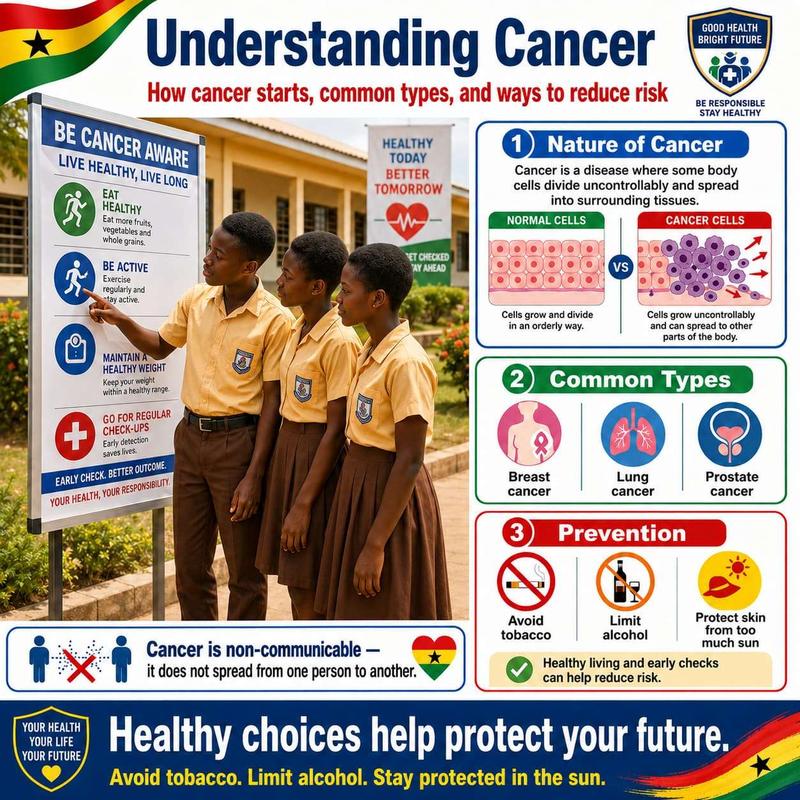 Understanding Cancer
How cancer starts, common types, and ways to reduce risk
GOOD HEALTH
BRIGHT FUTURE
BE RESPONSIBLE
STAY HEALTHY
BE CANCER AWARE
LIVE HEALTHY, LIVE LONG
EAT
HEALTHY
Eat more fruits,
vegetables and
whole grains.
BE ACTIVE
Exercise
regularly and
stay active.
MAINTAIN A
HEALTHY WEIGHT
Keep your weight
within a healthy range.
GO FOR REGULAR
CHECK-UPS
Early detection
saves lives.
EARLY CHECK. BETTER OUTCOME.
YOUR HEALTH, YOUR RESPONSIBILITY.
HEALTHY
TODAY
BETTER
TOMORROW
GET CHECKED
STAY AHEAD
1 Nature of Cancer
Cancer is a disease where some body
cells divide uncontrollably and spread
into surrounding tissues.
NORMAL CELLS
VS
CANCER CELLS
Cells grow and divide
in an orderly way.
Cells grow uncontrollably
and can spread to other
parts of the body.
2 Common Types
Breast
cancer
Lung
cancer
Prostate
cancer
3 Prevention
Avoid
tobacco
Limit
alcohol
Protect skin
from too
much sun
Healthy living and early checks
can help reduce risk.
Cancer is non-communicable —
it does not spread from one person to another.
YOUR HEALTH
YOUR LIFE
YOUR FUTURE
Healthy choices help protect your future.
Avoid tobacco. Limit alcohol. Stay protected in the sun.